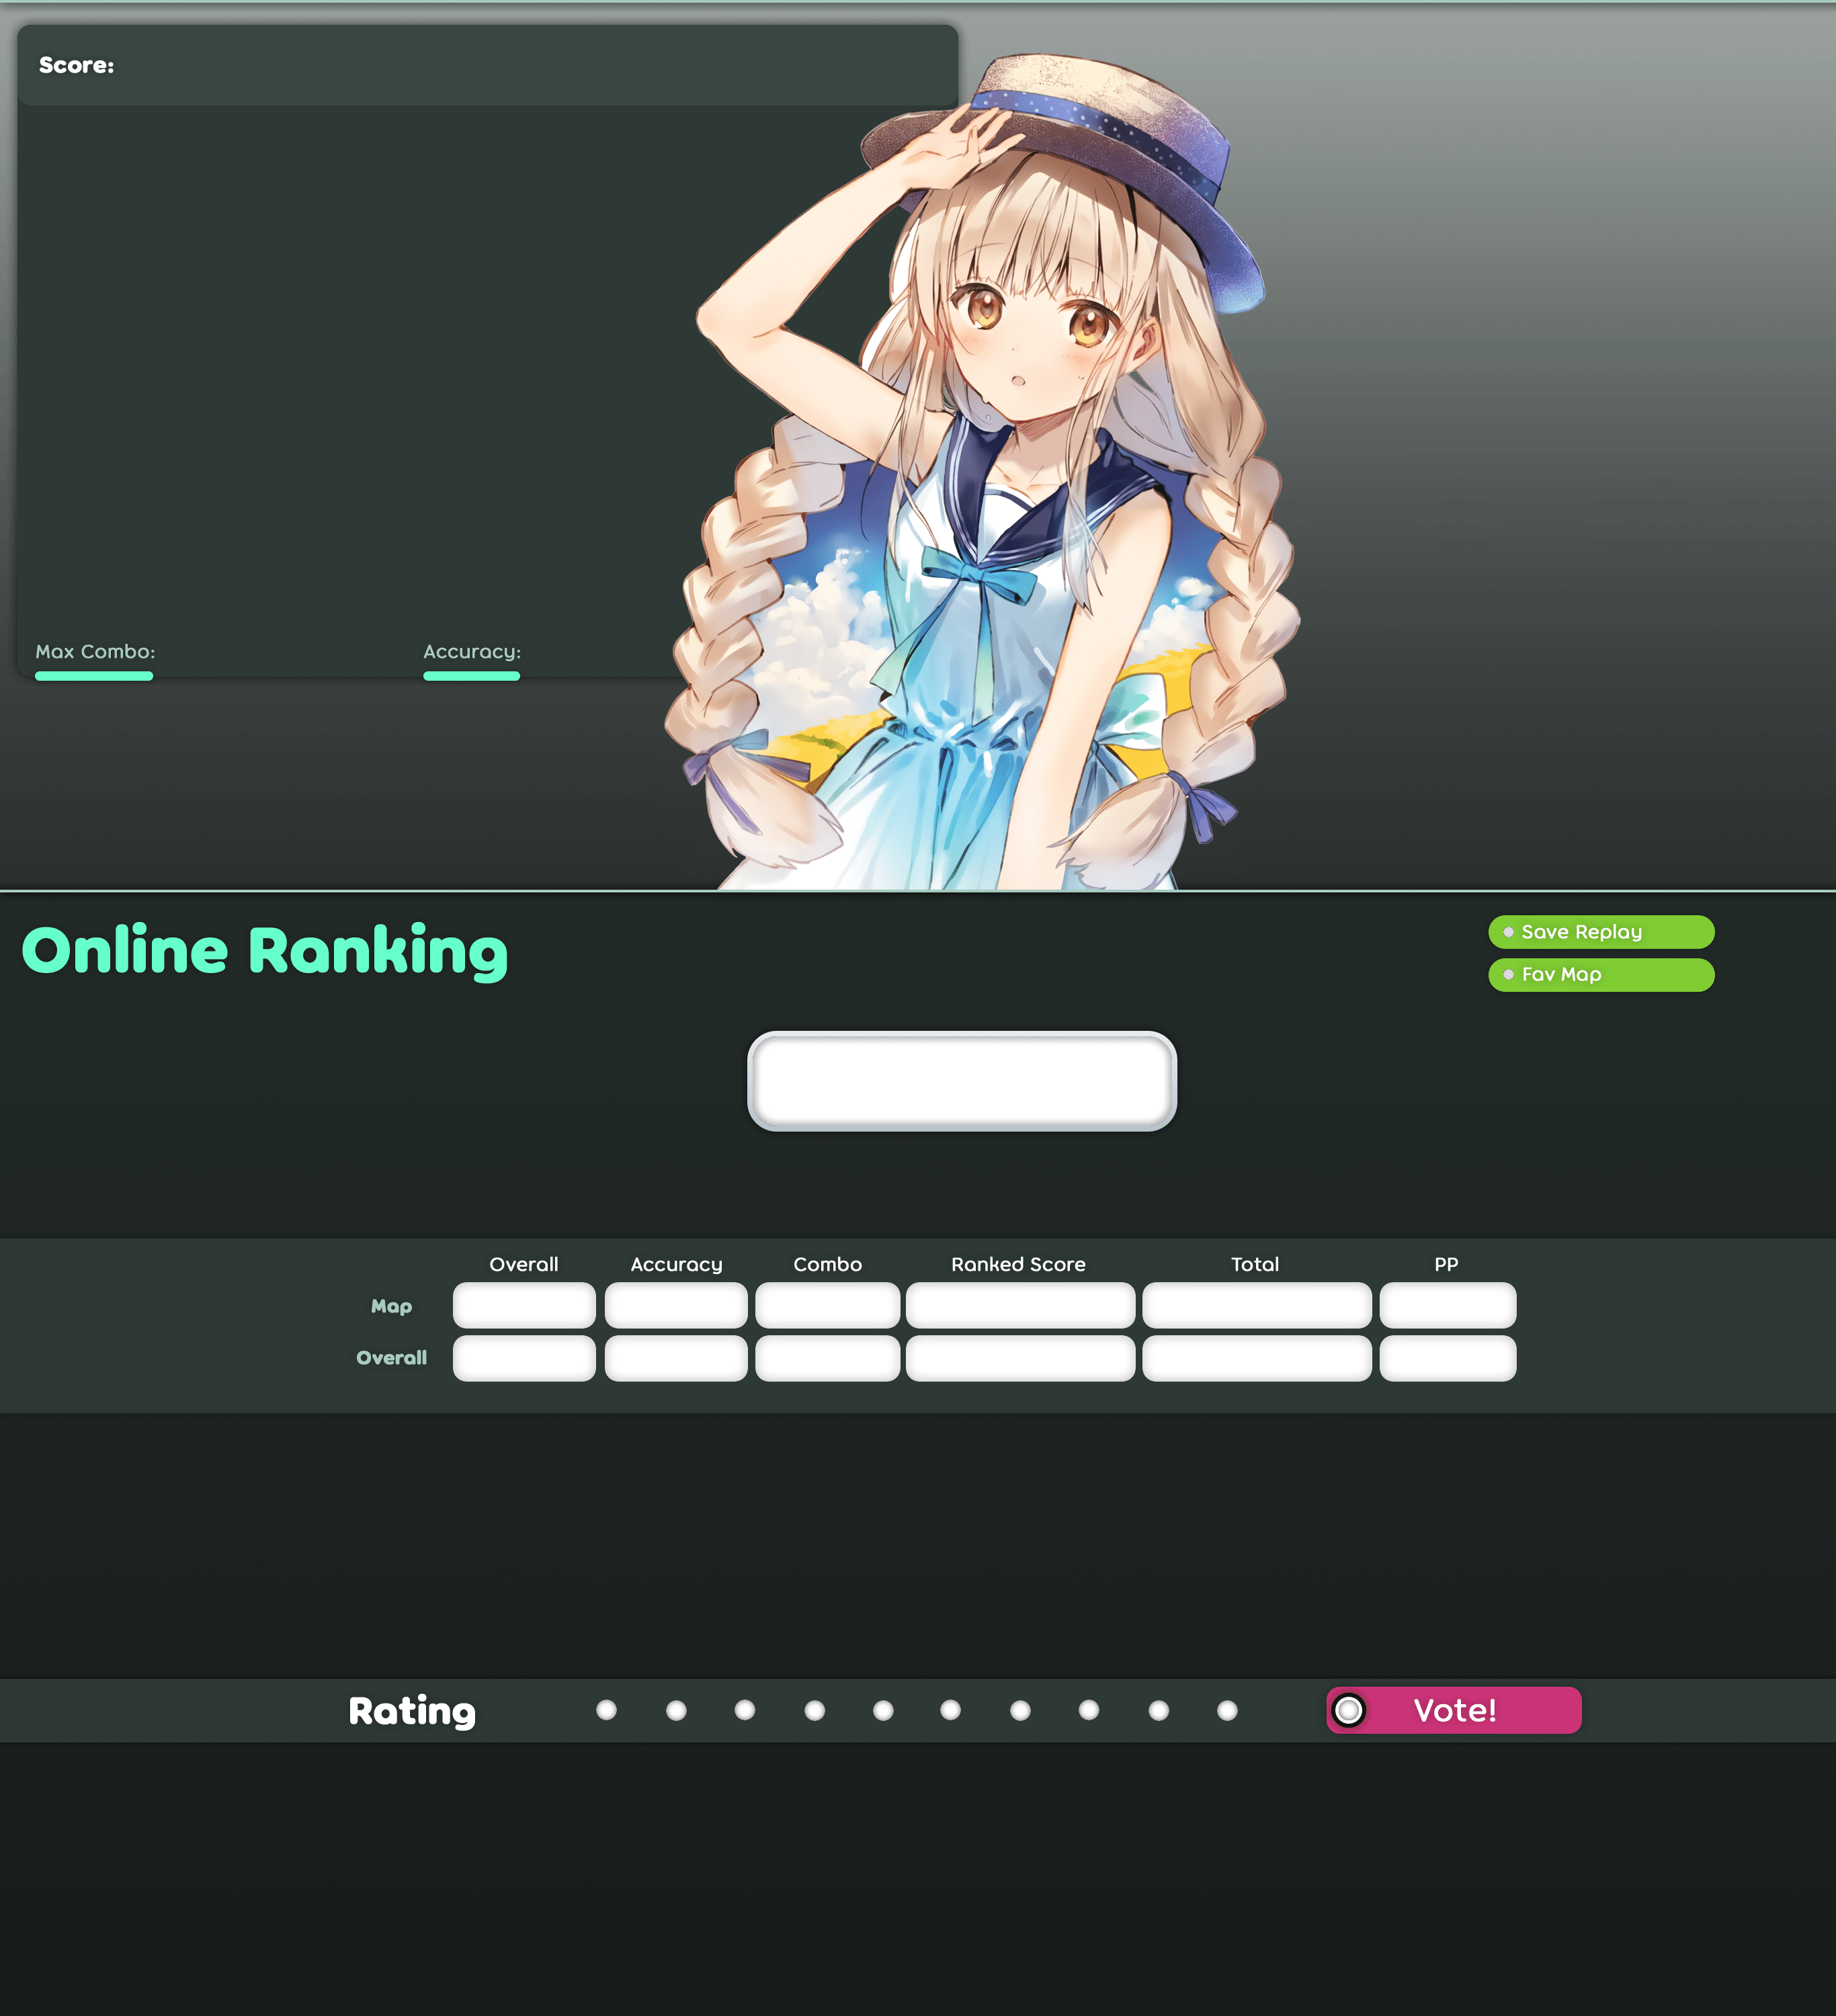 Score:
Max Combo: Accuracy:
Online Ranking
Save Replay
Fav Map
Overall Accuracy Combo Ranked Score Total PP
Map
Overall
Rating Vote!